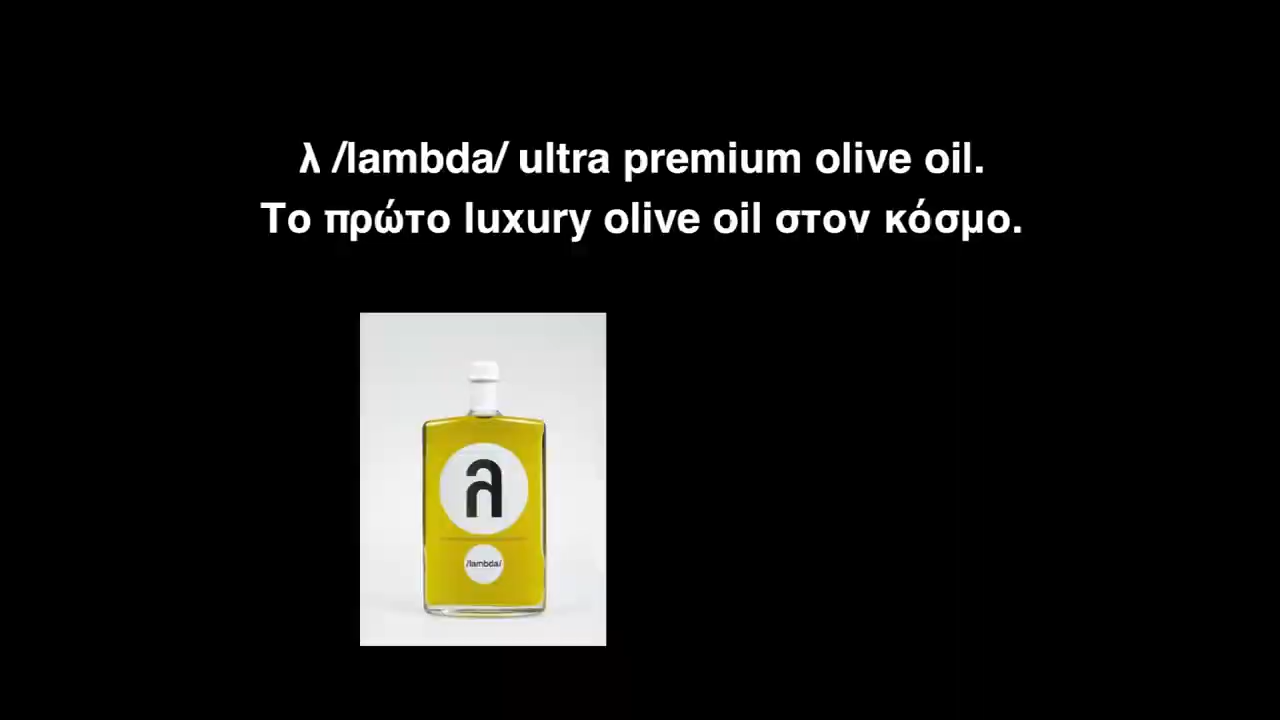 λ /lambda/ ultra premium olive oil.
Το πρώτο luxury olive oil στον κόσμο.
λ
/lambda/